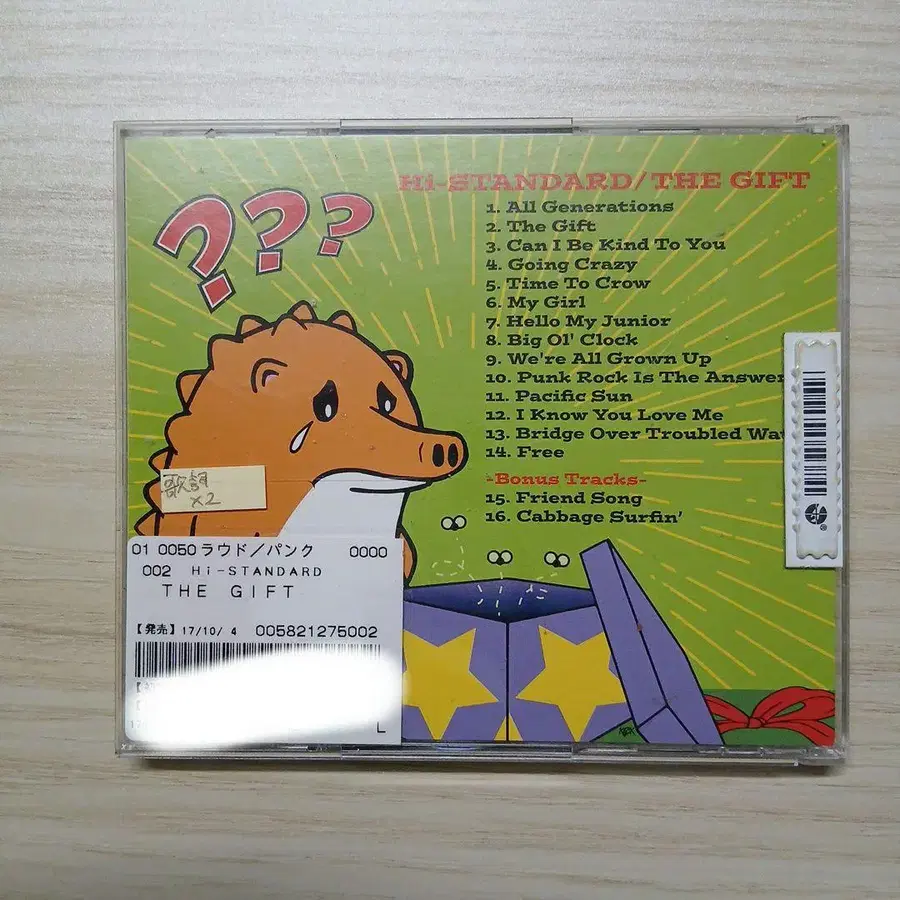 ???
Hi-STANDARD/THE GIFT
1. All Generations
2. The Gift
3. Can I Be Kind To You
4. Going Crazy
5. Time To Crow
6. My Girl
7. Hello My Junior
8. Big Ol' Clock
9. We're All Grown Up
10. Punk Rock Is The Answer
11. Pacific Sun
12. I Know You Love Me
13. Bridge Over Troubled
14. Free
-Bonus Tracks-
15. Friend Song
16. Cabbage Surfin'
歌詞
x2
01 0050 ラウド/パンク 0000
002 Hi-STANDARD
THE GIFT
【発売】17/10/ 4 005821275002
L